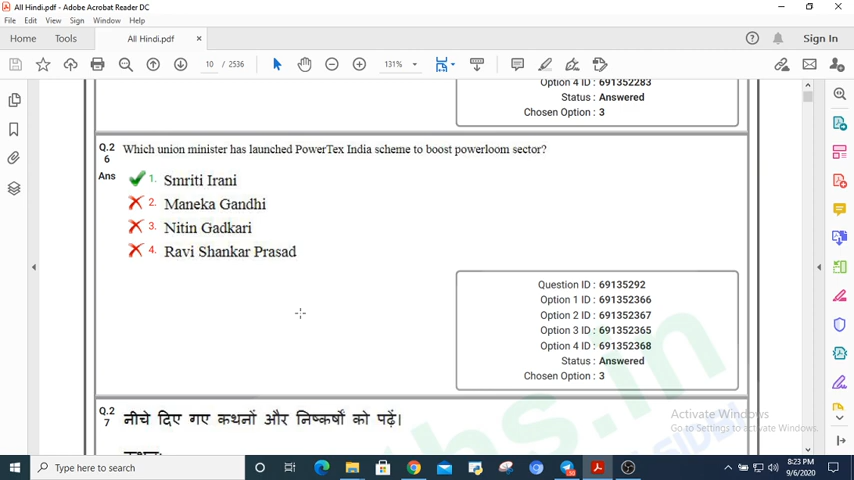 All Hindi.pdf - Adobe Acrobat Reader DC
File Edit View Sign Window Help
Home Tools All Hindi.pdf × Sign In
10 / 2536 131%
Option 4 ID : 691352283
Status : Answered
Chosen Option : 3
Q.2 Which union minister has launched PowerTex India scheme to boost powerloom sector?
6
Ans 1. Smriti Irani
2. Maneka Gandhi
3. Nitin Gadkari
4. Ravi Shankar Prasad
Question ID : 69135292
Option 1 ID : 691352366
Option 2 ID : 691352367
Option 3 ID : 691352365
Option 4 ID : 691352368
Status : Answered
Chosen Option : 3
Q.2 नीचे दिए गए कथनों और निष्कर्षों को पढ़ें।
7
Activate Windows
Go to Settings to activate Windows.
Type here to search
8:23 PM
9/6/2020